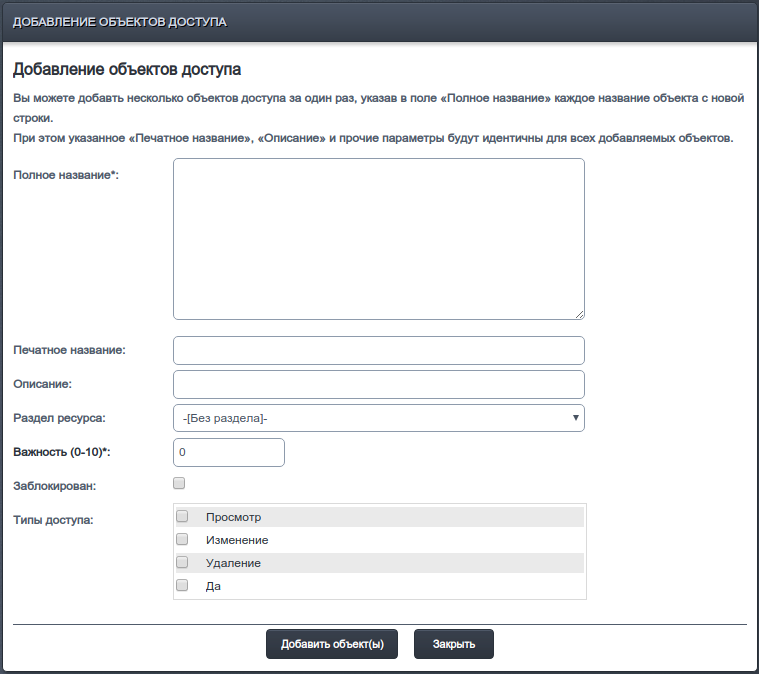 ДОБАВЛЕНИЕ ОБЪЕКТОВ ДОСТУПА
Добавление объектов доступа
Вы можете добавть несколько объектов доступа за один раз, указав в поле «Полное название» каждое название объекта с новой
строки.
При этом указанное «Печатное название», «Описание» и прочие параметры будут идентичны для всех добавляемых объектов.
Полное название*:
Печатное название:
Описание:
Раздел ресурса: -[Без раздела]-
Важность (0-10)*: 0
Заблокирован:
Типы доступа: Просмотр
Изменение
Удаление
Да
Добавить объект(ы) Закрыть